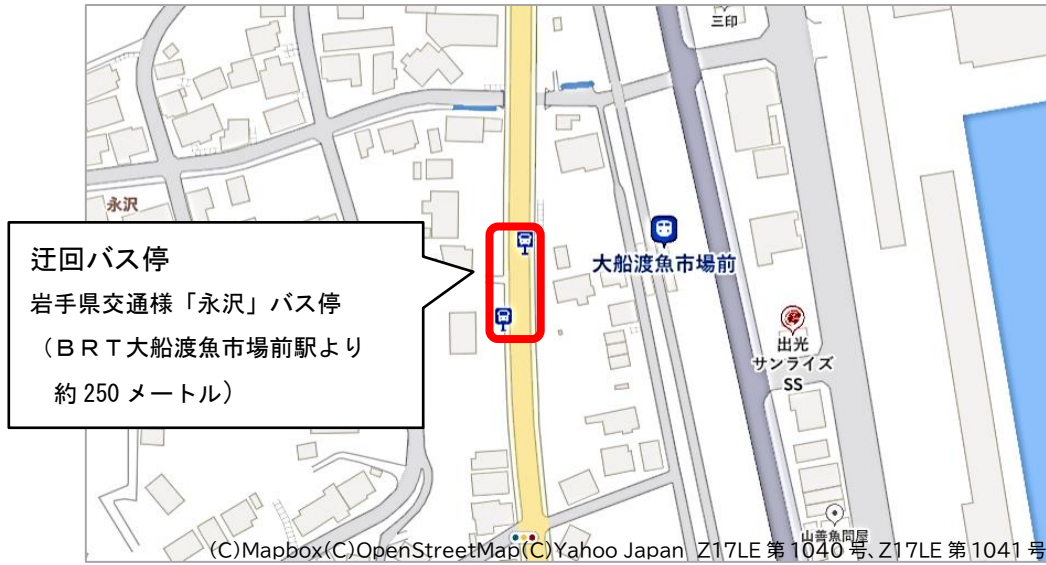 三印
永沢
迂回バス停
岩手県交通様「永沢」バス停
（ＢＲＴ大船渡魚市場前駅より
約 250 メートル）
大船渡魚市場前
出光
サンライズ
SS
山善魚問屋
(C)Mapbox(C)OpenStreetMap(C)Yahoo Japan Z17LE 第 1040 号、Z17LE 第 1041 号